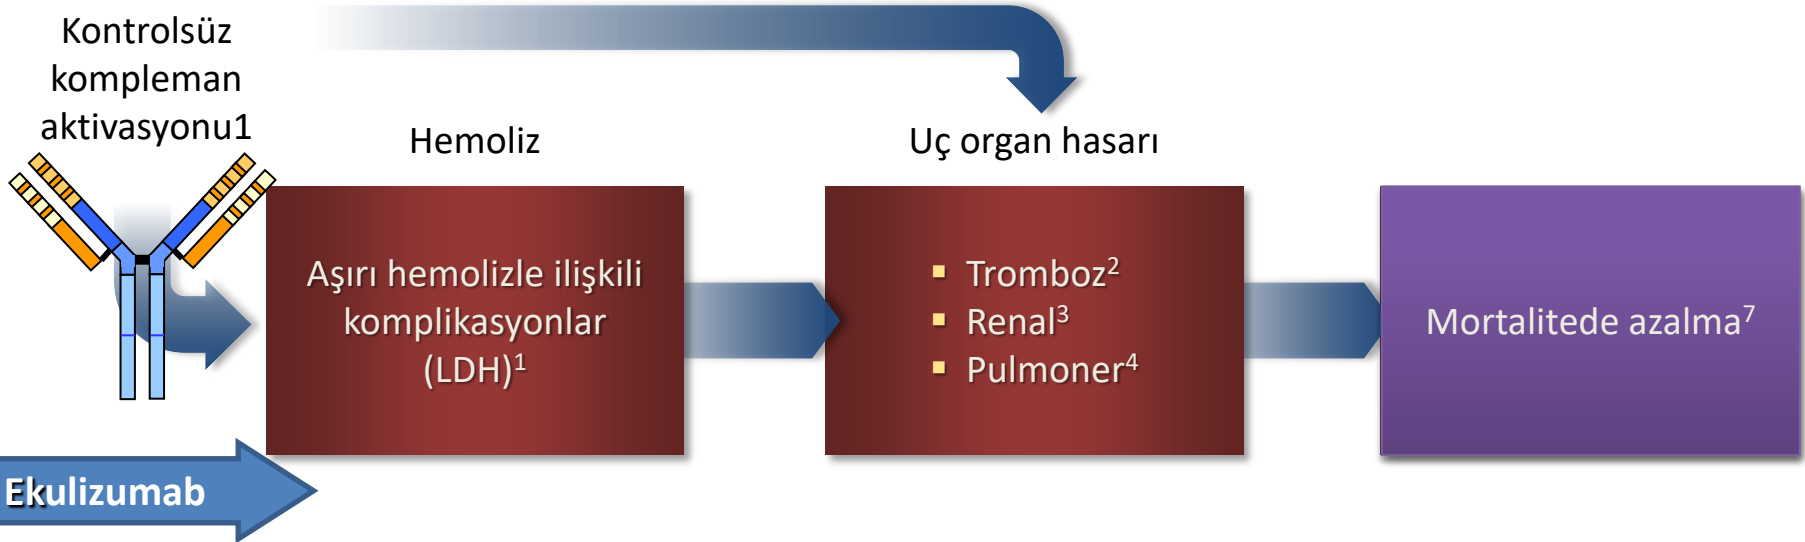 Kontrolsüz
kompleman
aktivasyonu1
Hemoliz
Uç organ hasarı
Aşırı hemolizle ilişkili
komplikasyonlar
(LDH)¹
▪ Tromboz²
▪ Renal³
▪ Pulmoner⁴
Mortalitede azalma⁷
Ekulizumab